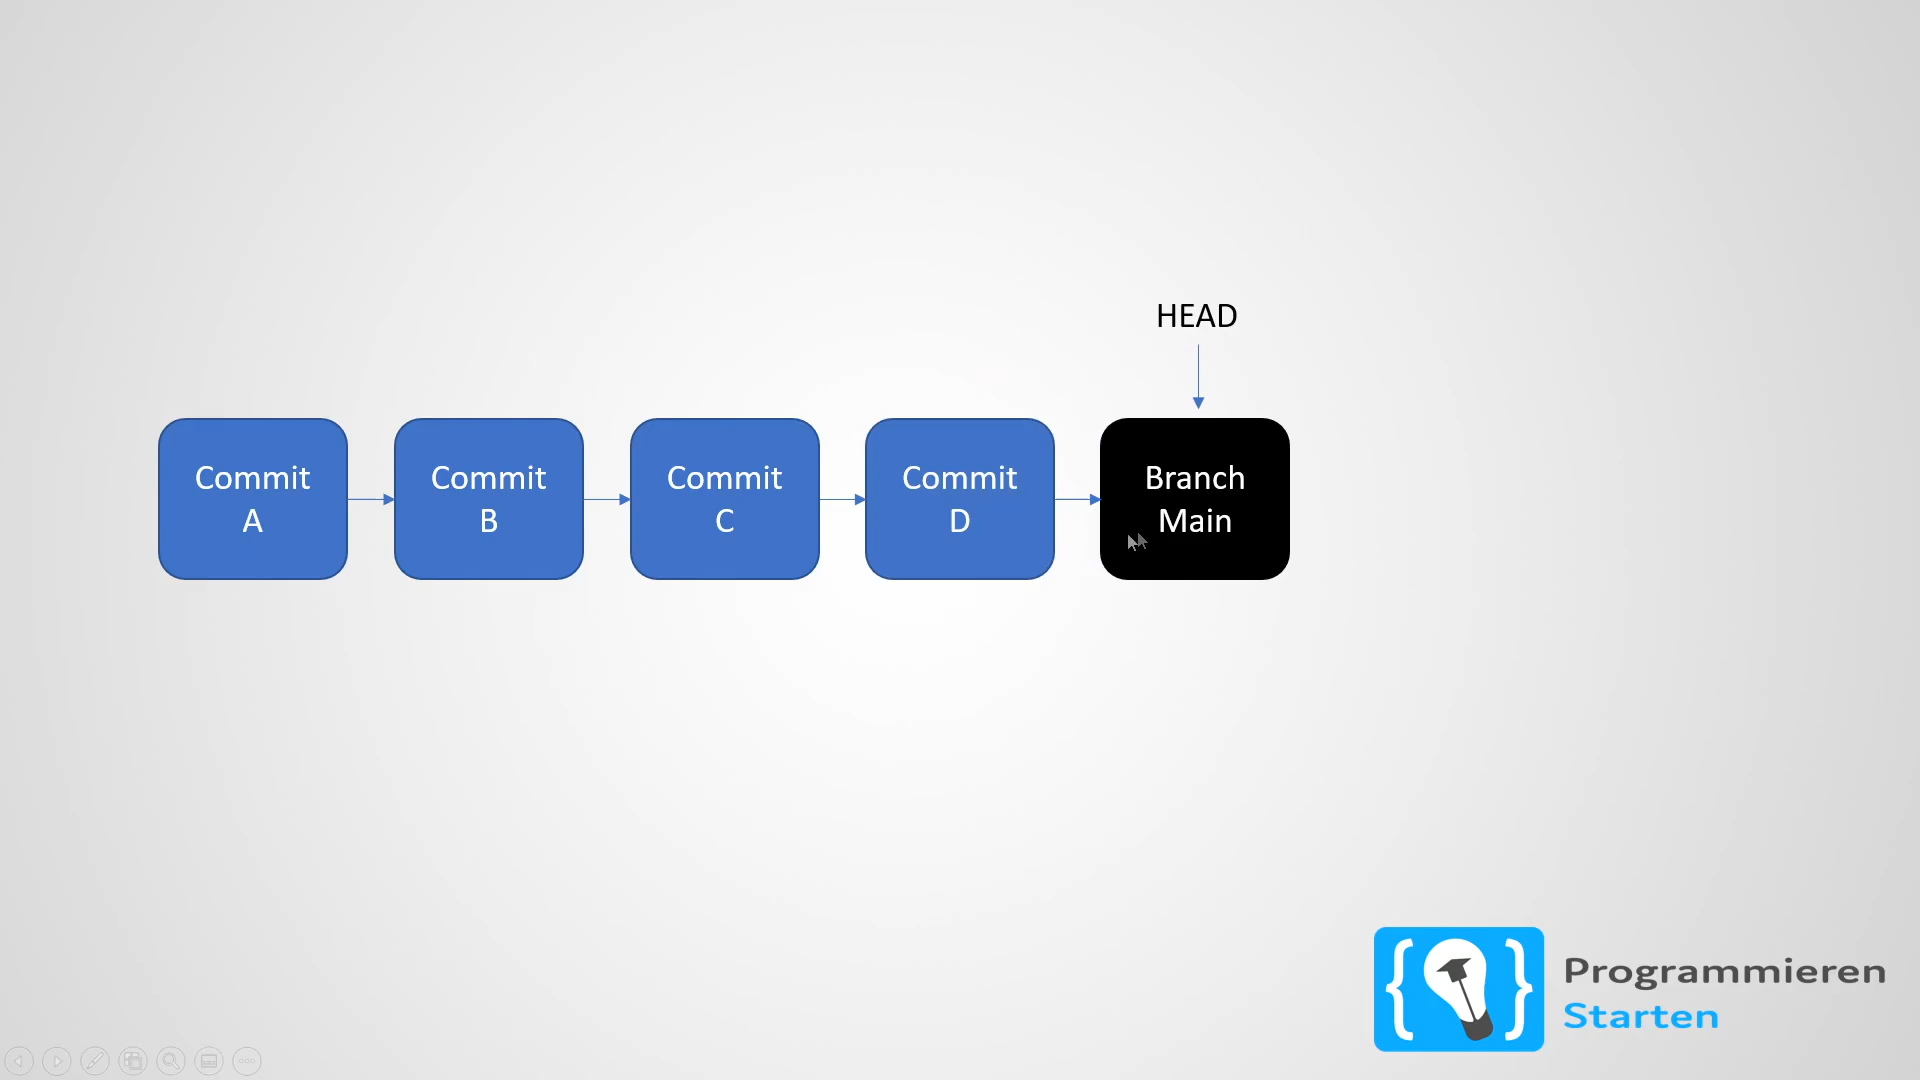 HEAD
Commit
A
Commit
B
Commit
C
Commit
D
Branch
Main
Programmieren
Starten